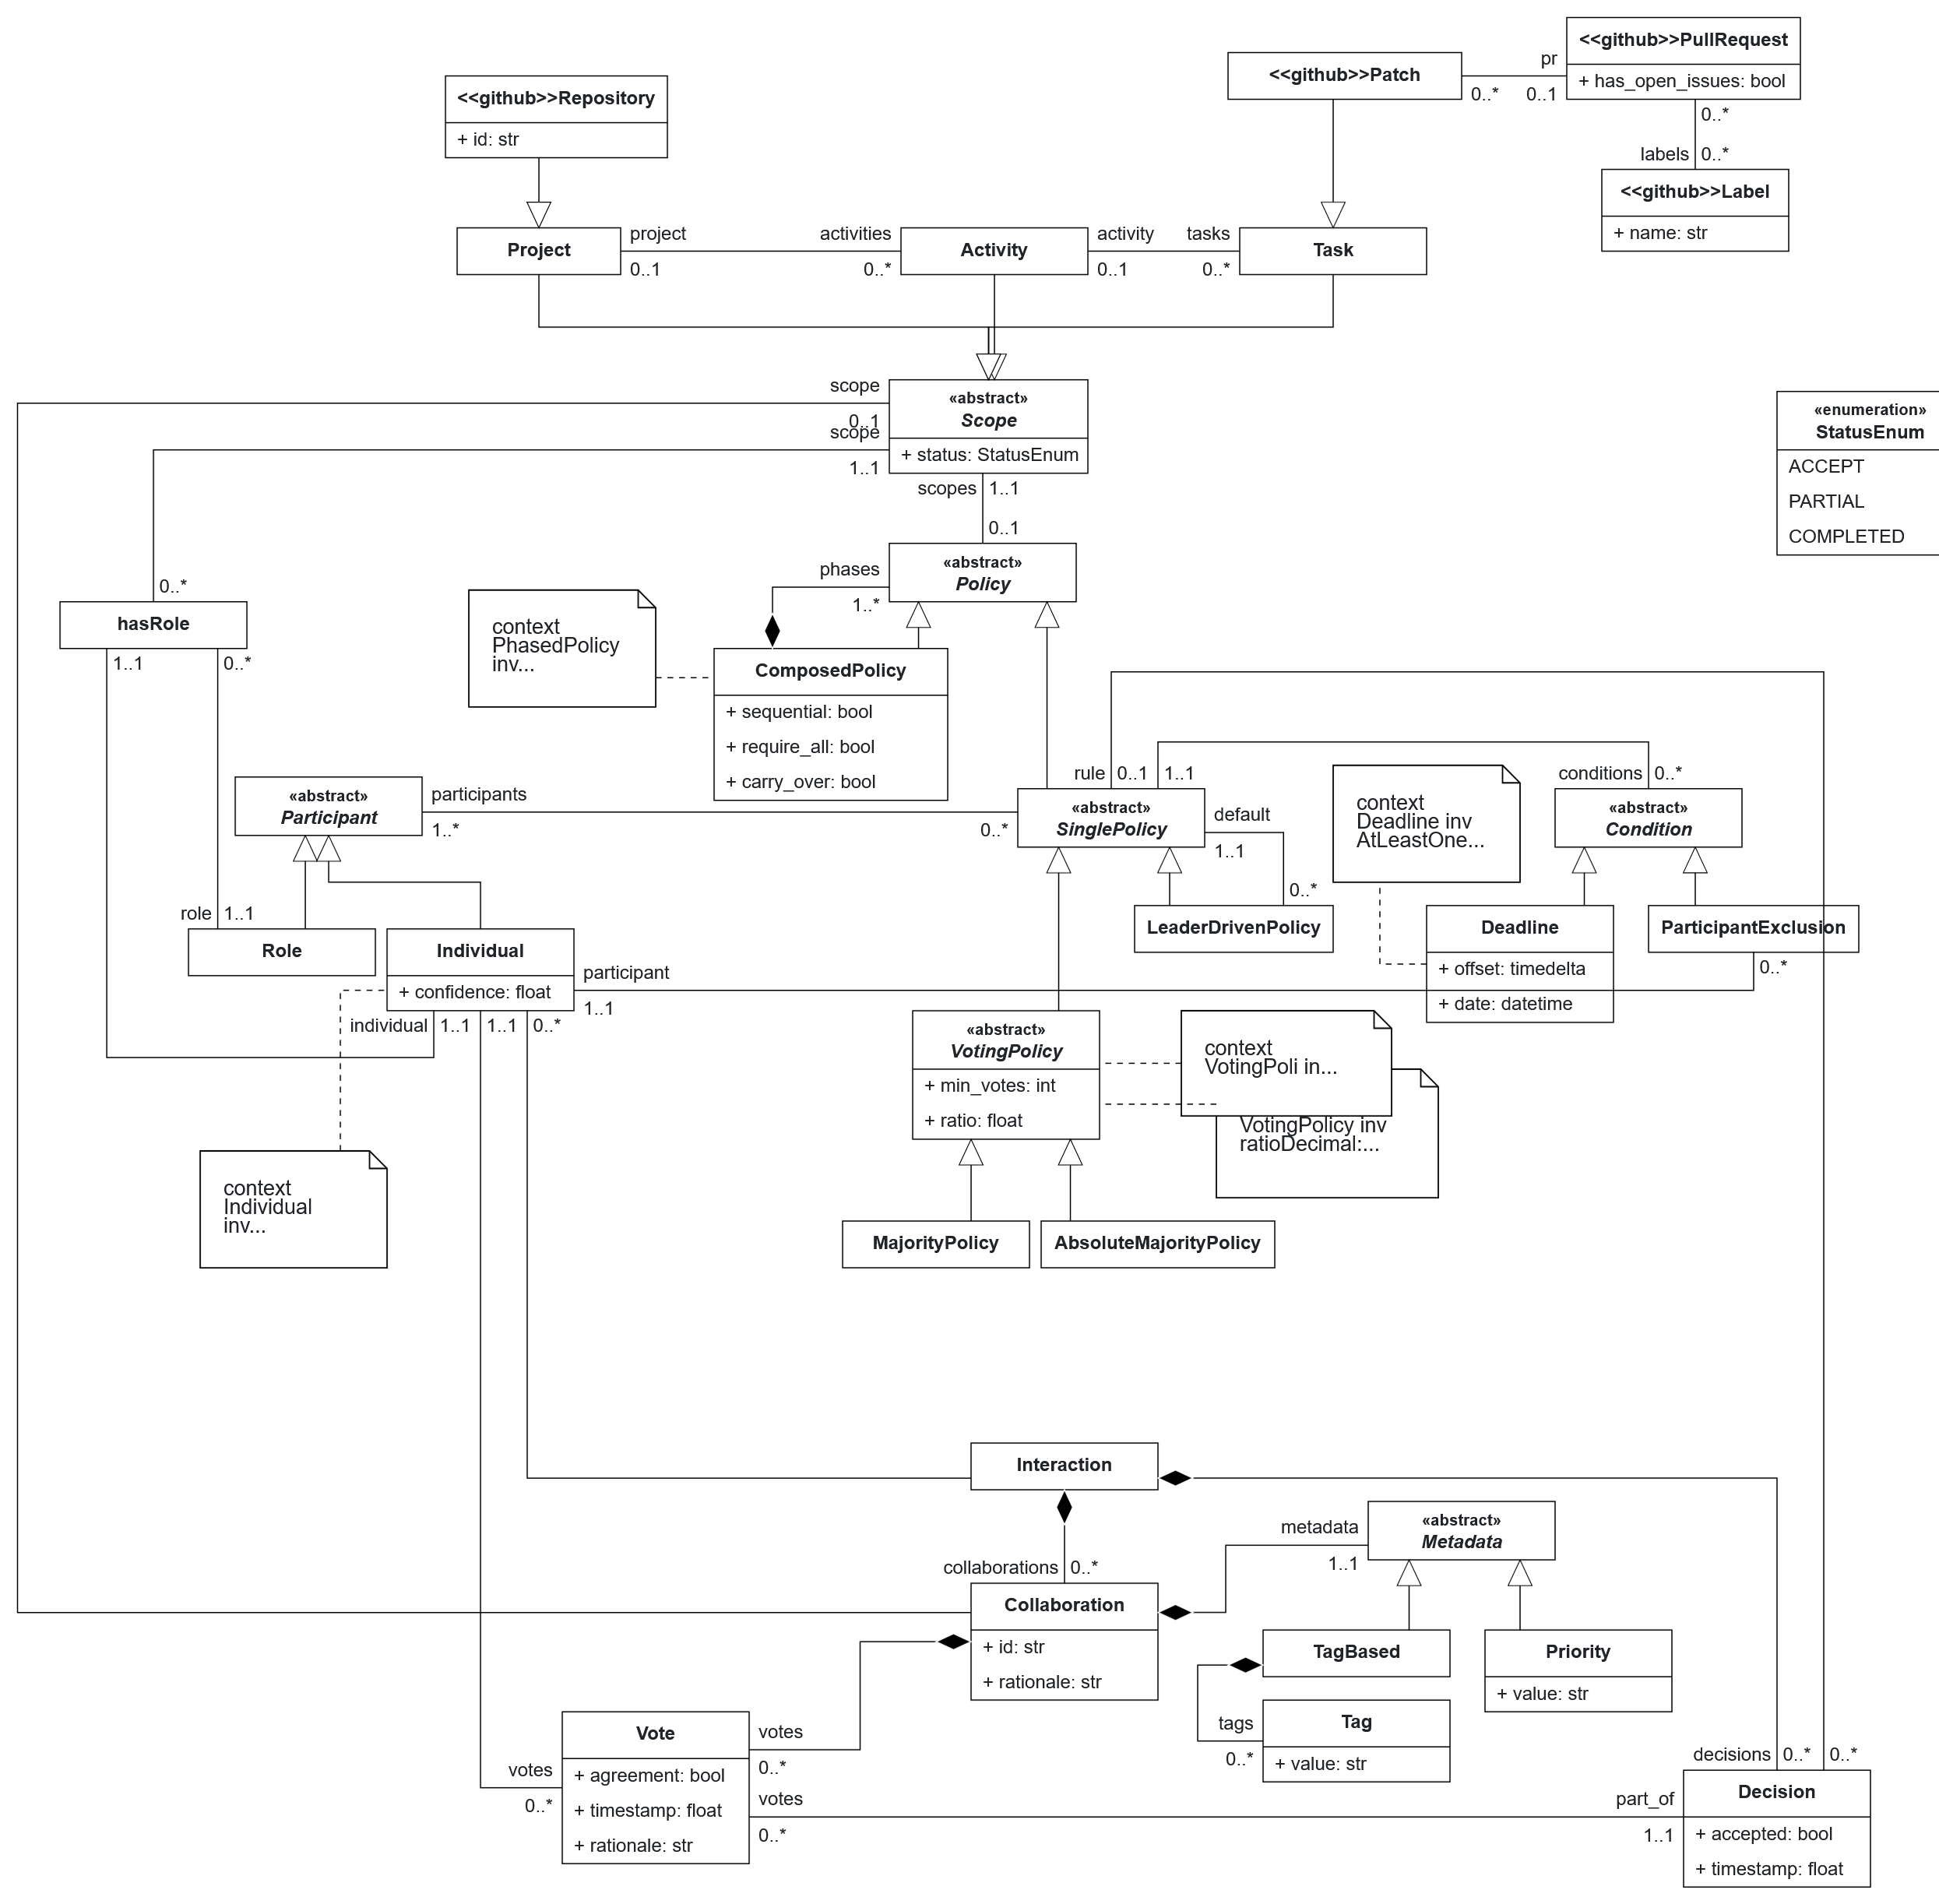 <<github>>PullRequest
+ has_open_issues: bool
<<github>>Patch
pr
0..*
0..1
<<github>>Repository
+ id: str
0..*
labels
0..*
<<github>>Label
+ name: str
Project
project
0..1
activities
0..*
Activity
activity
0..1
tasks
0..*
Task
scope
0..1
scope
1..1
«abstract»
Scope
+ status: StatusEnum
«enumeration»
StatusEnum
ACCEPT
PARTIAL
COMPLETED
scopes
1..1
0..1
«abstract»
Policy
phases
1..*
0..*
hasRole
1..1
0..*
context
PhasedPolicy
inv...
ComposedPolicy
+ sequential: bool
+ require_all: bool
+ carry_over: bool
«abstract»
Participant
participants
1..*
0..*
rule
0..1
1..1
«abstract»
SinglePolicy
default
1..1
0..*
context
Deadline inv
AtLeastOne...
conditions
0..*
«abstract»
Condition
role
1..1
Role
Individual
+ confidence: float
participant
1..1
LeaderDrivenPolicy
Deadline
+ offset: timedelta
+ date: datetime
ParticipantExclusion
0..*
individual
1..1
1..1
0..*
«abstract»
VotingPolicy
+ min_votes: int
+ ratio: float
context
VotingPoli in...
VotingPolicy inv
ratioDecimal:...
context
Individual
inv...
MajorityPolicy
AbsoluteMajorityPolicy
Interaction
collaborations
0..*
metadata
1..1
«abstract»
Metadata
Collaboration
+ id: str
+ rationale: str
TagBased
Priority
+ value: str
tags
0..*
Tag
+ value: str
votes
0..*
Vote
+ agreement: bool
+ timestamp: float
+ rationale: str
votes
0..*
votes
0..*
part_of
1..1
decisions
0..*
0..*
Decision
+ accepted: bool
+ timestamp: float